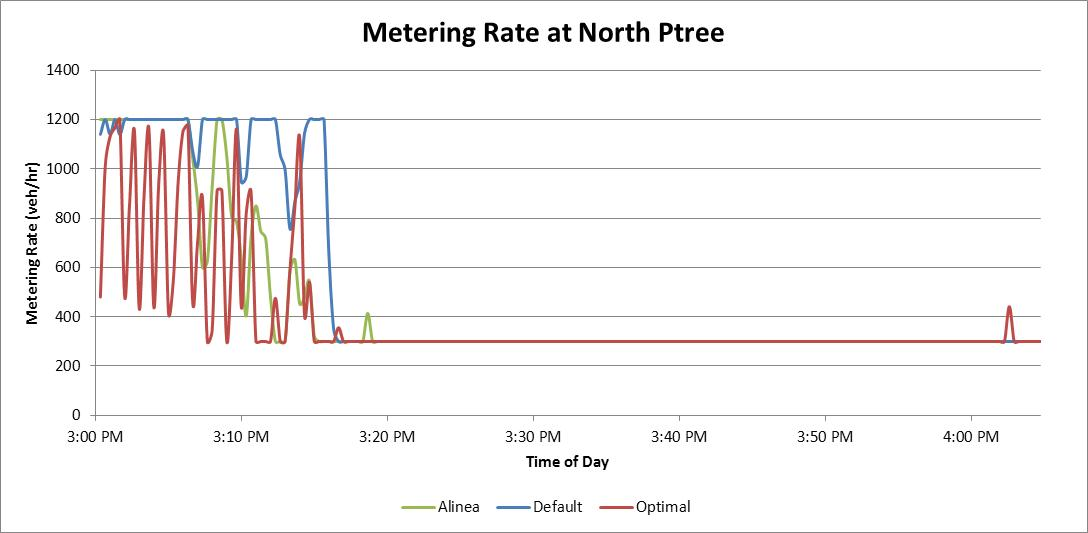 Metering Rate at North Ptree
1400
1200
1000
800
600
400
200
0
Metering Rate (veh/hr)
3:00 PM 3:10 PM 3:20 PM 3:30 PM 3:40 PM 3:50 PM 4:00 PM
Time of Day
Alinea Default Optimal